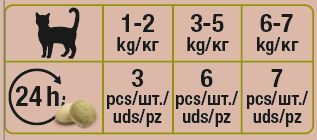 1-2 3-5 6-7
kg/кг kg/кг kg/кг
24 h: 3 6 7
pcs/шт./ pcs/шт./ pcs/шт./
uds/pz uds/pz uds/pz